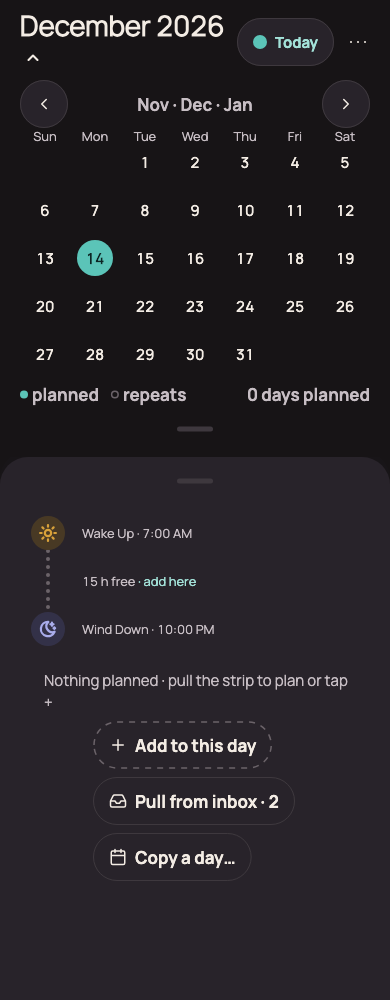 December 2026
Today
Nov · Dec · Jan
Sun Mon Tue Wed Thu Fri Sat
1 2 3 4 5
6 7 8 9 10 11 12
13 14 15 16 17 18 19
20 21 22 23 24 25 26
27 28 29 30 31
planned repeats 0 days planned
Wake Up · 7:00 AM
15 h free · add here
Wind Down · 10:00 PM
Nothing planned · pull the strip to plan or tap
+
+ Add to this day
Pull from inbox · 2
Copy a day…